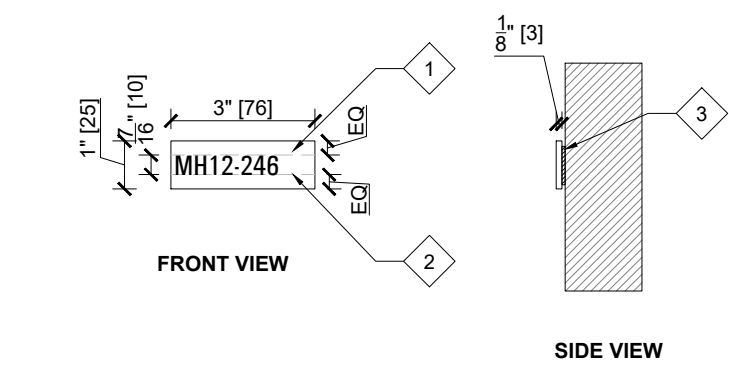 1/8" [3]
1
3" [76]
1" [25]
7/16" [10]
EQ
3
MH12-246
EQ
2
FRONT VIEW
SIDE VIEW